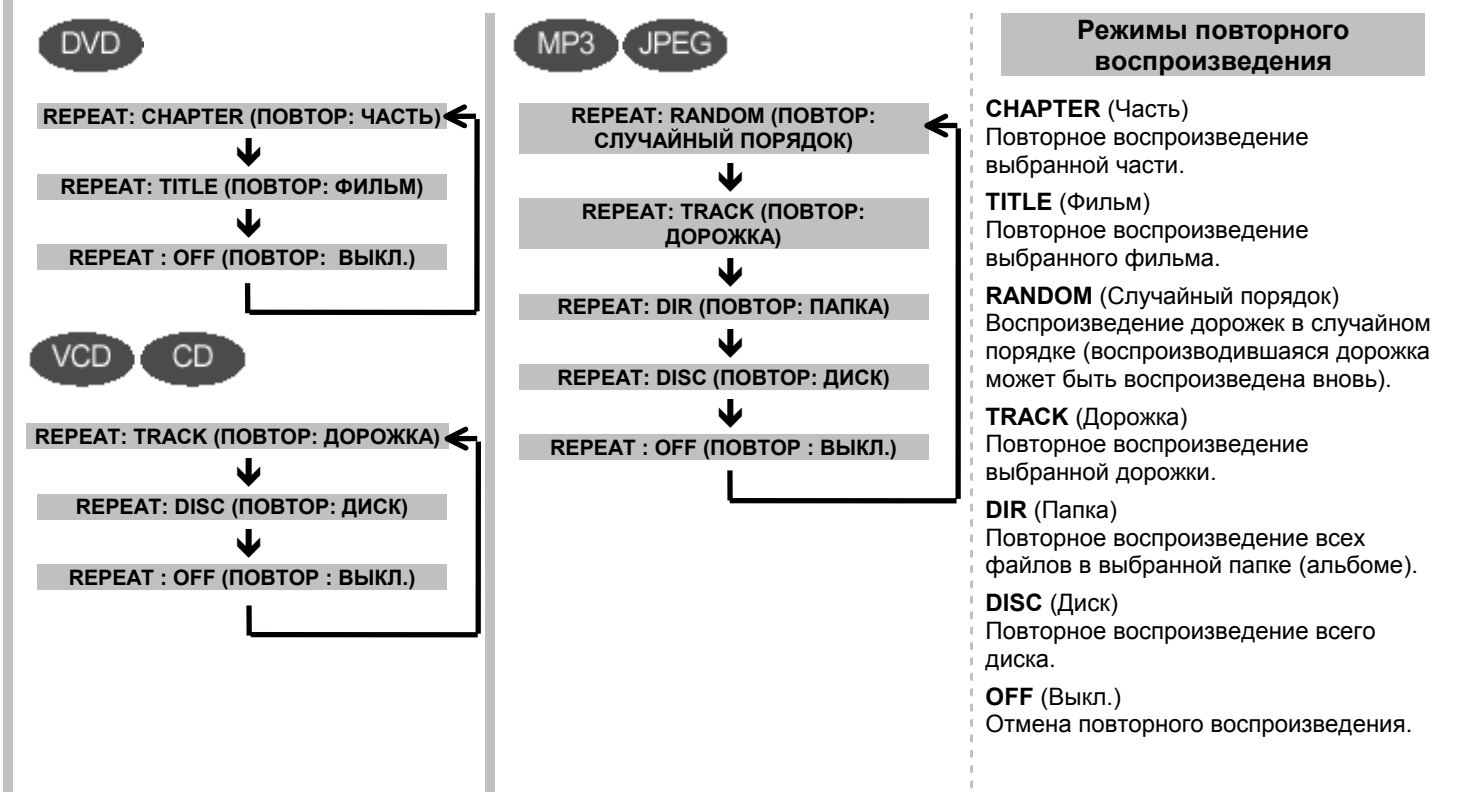 DVD
REPEAT: CHAPTER (ПОВТОР: ЧАСТЬ)
REPEAT: TITLE (ПОВТОР: ФИЛЬМ)
REPEAT : OFF (ПОВТОР: ВЫКЛ.)
VCD CD
REPEAT: TRACK (ПОВТОР: ДОРОЖКА)
REPEAT: DISC (ПОВТОР: ДИСК)
REPEAT : OFF (ПОВТОР : ВЫКЛ.)
MP3 JPEG
REPEAT: RANDOM (ПОВТОР:
СЛУЧАЙНЫЙ ПОРЯДОК)
REPEAT: TRACK (ПОВТОР:
ДОРОЖКА)
REPEAT: DIR (ПОВТОР: ПАПКА)
REPEAT: DISC (ПОВТОР: ДИСК)
REPEAT : OFF (ПОВТОР : ВЫКЛ.)
Режимы повторного
воспроизведения
CHAPTER (Часть)
Повторное воспроизведение
выбранной части.
TITLE (Фильм)
Повторное воспроизведение
выбранного фильма.
RANDOM (Случайный порядок)
Воспроизведение дорожек в случайном
порядке (воспроизводившаяся дорожка
может быть воспроизведена вновь).
TRACK (Дорожка)
Повторное воспроизведение
выбранной дорожки.
DIR (Папка)
Повторное воспроизведение всех
файлов в выбранной папке (альбоме).
DISC (Диск)
Повторное воспроизведение всего
диска.
OFF (Выкл.)
Отмена повторного воспроизведения.